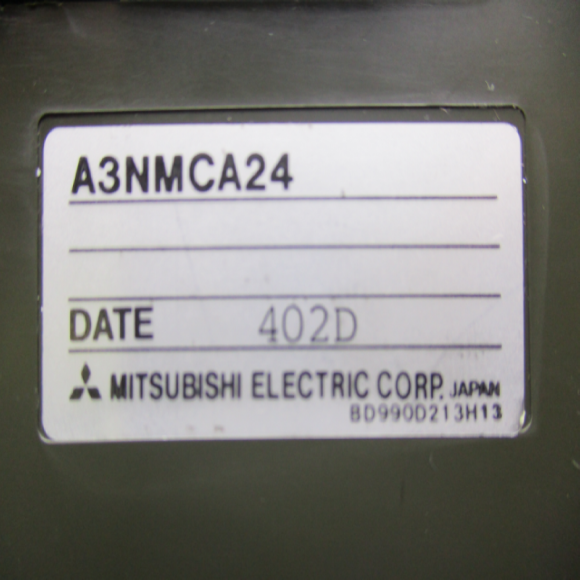 A3NMCA24
DATE 402D
MITSUBISHI ELECTRIC CORP. JAPAN
BD990D213H13